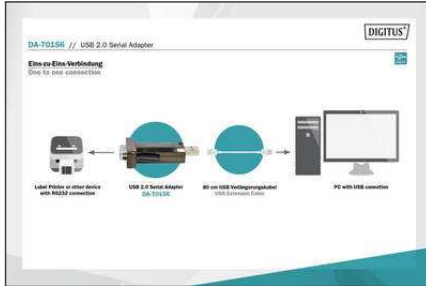 DIGITUS®
DA-70156 // USB 2.0 Serial Adapter
Eins-zu-Eins-Verbindung
One to one connection
Label Printer or other device
with RS232 connection
USB 2.0 Serial Adapter
DA-70156
80 cm USB Verlängerungskabel
USB Extension Cable
PC with USB connetion